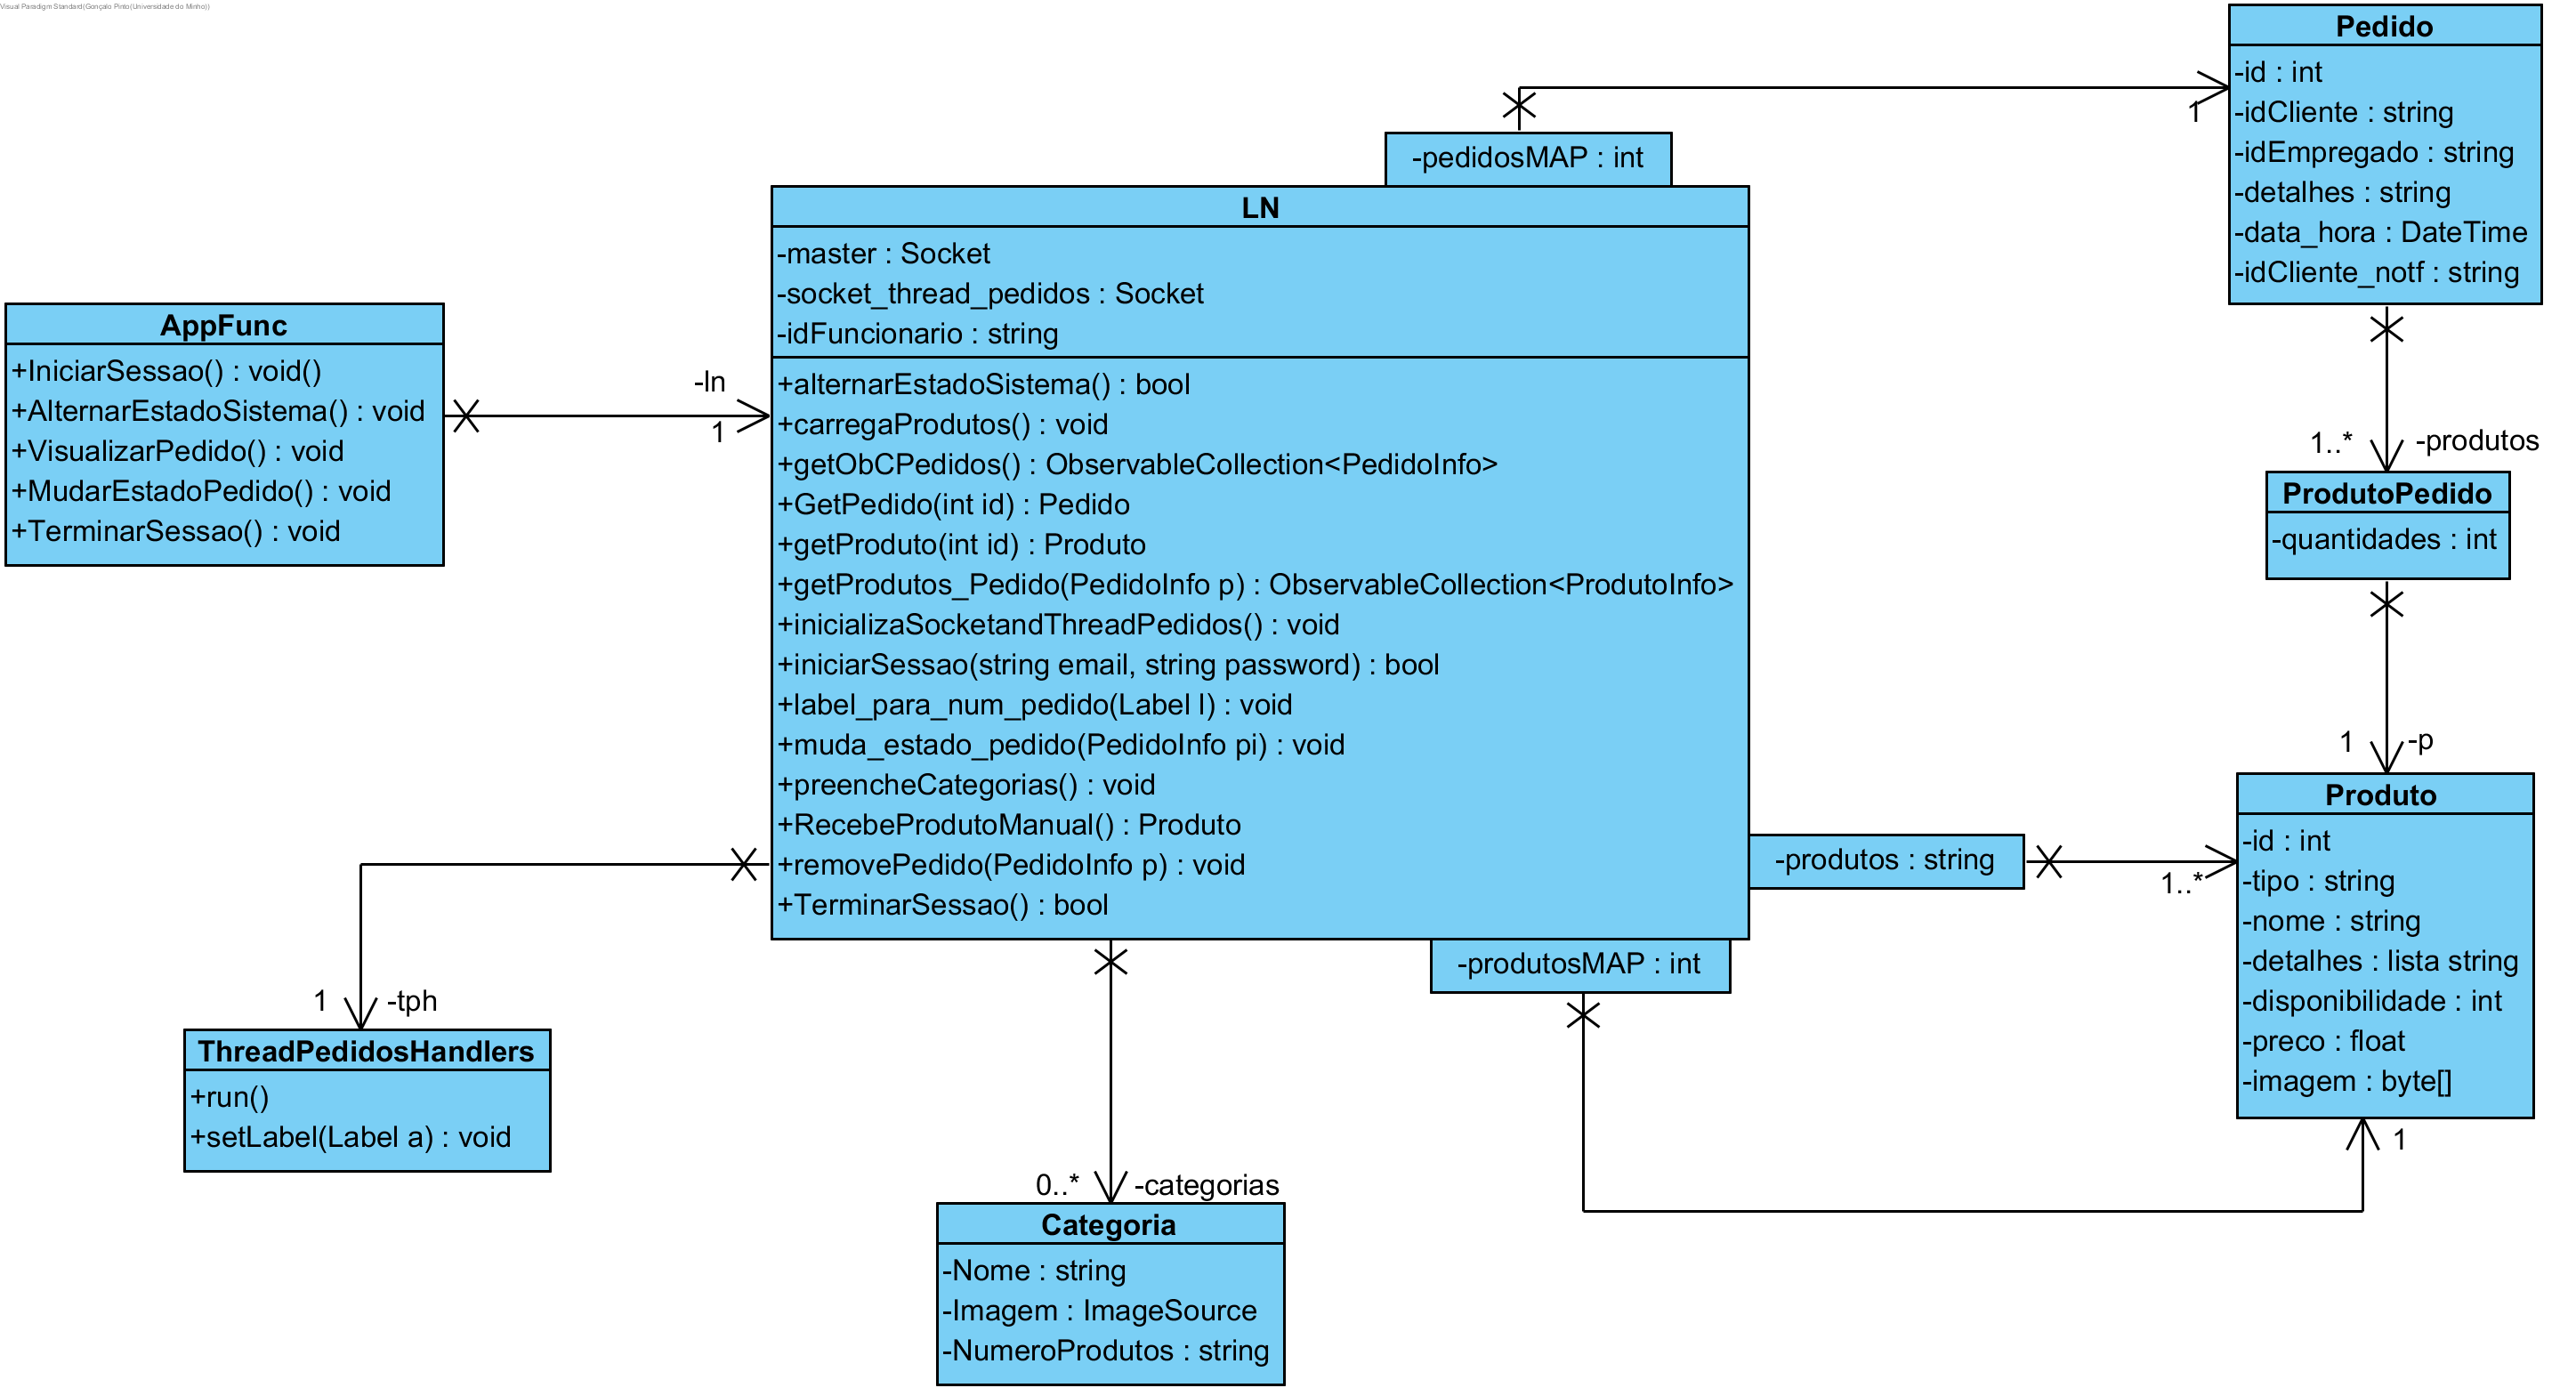 Visual Paradigm Standard(Gonçalo Pinto(Universidade do Minho))
Pedido
-id : int
-idCliente : string
-idEmpregado : string
-detalhes : string
-data_hora : DateTime
-idCliente_notf : string
1
-pedidosMAP : int
LN
-master : Socket
-socket_thread_pedidos : Socket
-idFuncionario : string
+alternarEstadoSistema() : bool
+carregaProdutos() : void
+getObCPedidos() : ObservableCollection<PedidoInfo>
+GetPedido(int id) : Pedido
+getProduto(int id) : Produto
+getProdutos_Pedido(PedidoInfo p) : ObservableCollection<ProdutoInfo>
+inicializaSocketandThreadPedidos() : void
+iniciarSessao(string email, string password) : bool
+label_para_num_pedido(Label l) : void
+muda_estado_pedido(PedidoInfo pi) : void
+preencheCategorias() : void
+RecebeProdutoManual() : Produto
+removePedido(PedidoInfo p) : void
+TerminarSessao() : bool
AppFunc
+IniciarSessao() : void()
+AlternarEstadoSistema() : void
+VisualizarPedido() : void
+MudarEstadoPedido() : void
+TerminarSessao() : void
-ln
1
1..* -produtos
ProdutoPedido
-quantidades : int
1 -p
Produto
-id : int
-tipo : string
-nome : string
-detalhes : lista string
-disponibilidade : int
-preco : float
-imagem : byte[]
-produtos : string
1..*
-produtosMAP : int
1
1 -tph
ThreadPedidosHandlers
+run()
+setLabel(Label a) : void
0..* -categorias
Categoria
-Nome : string
-Imagem : ImageSource
-NumeroProdutos : string